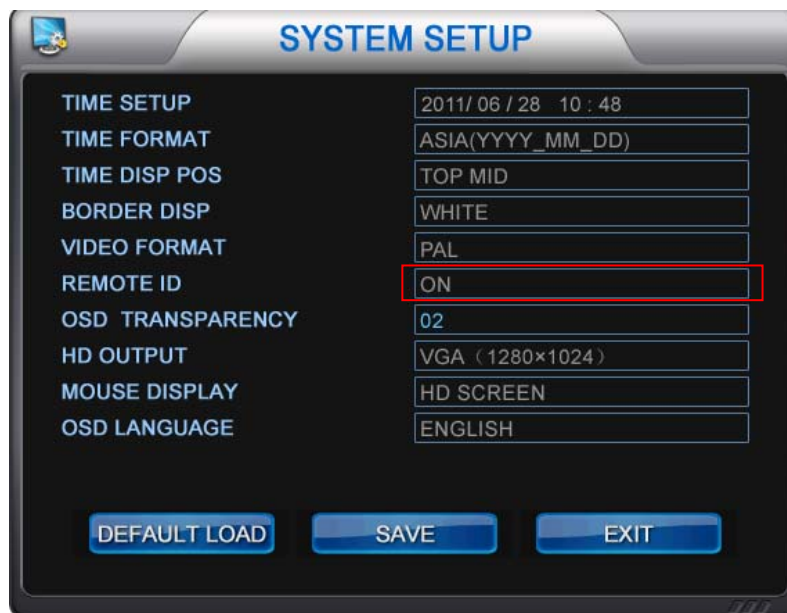 SYSTEM SETUP
TIME SETUP 2011/ 06 / 28 10 : 48
TIME FORMAT ASIA(YYYY_MM_DD)
TIME DISP POS TOP MID
BORDER DISP WHITE
VIDEO FORMAT PAL
REMOTE ID ON
OSD TRANSPARENCY 02
HD OUTPUT VGA（1280×1024）
MOUSE DISPLAY HD SCREEN
OSD LANGUAGE ENGLISH
DEFAULT LOAD SAVE EXIT